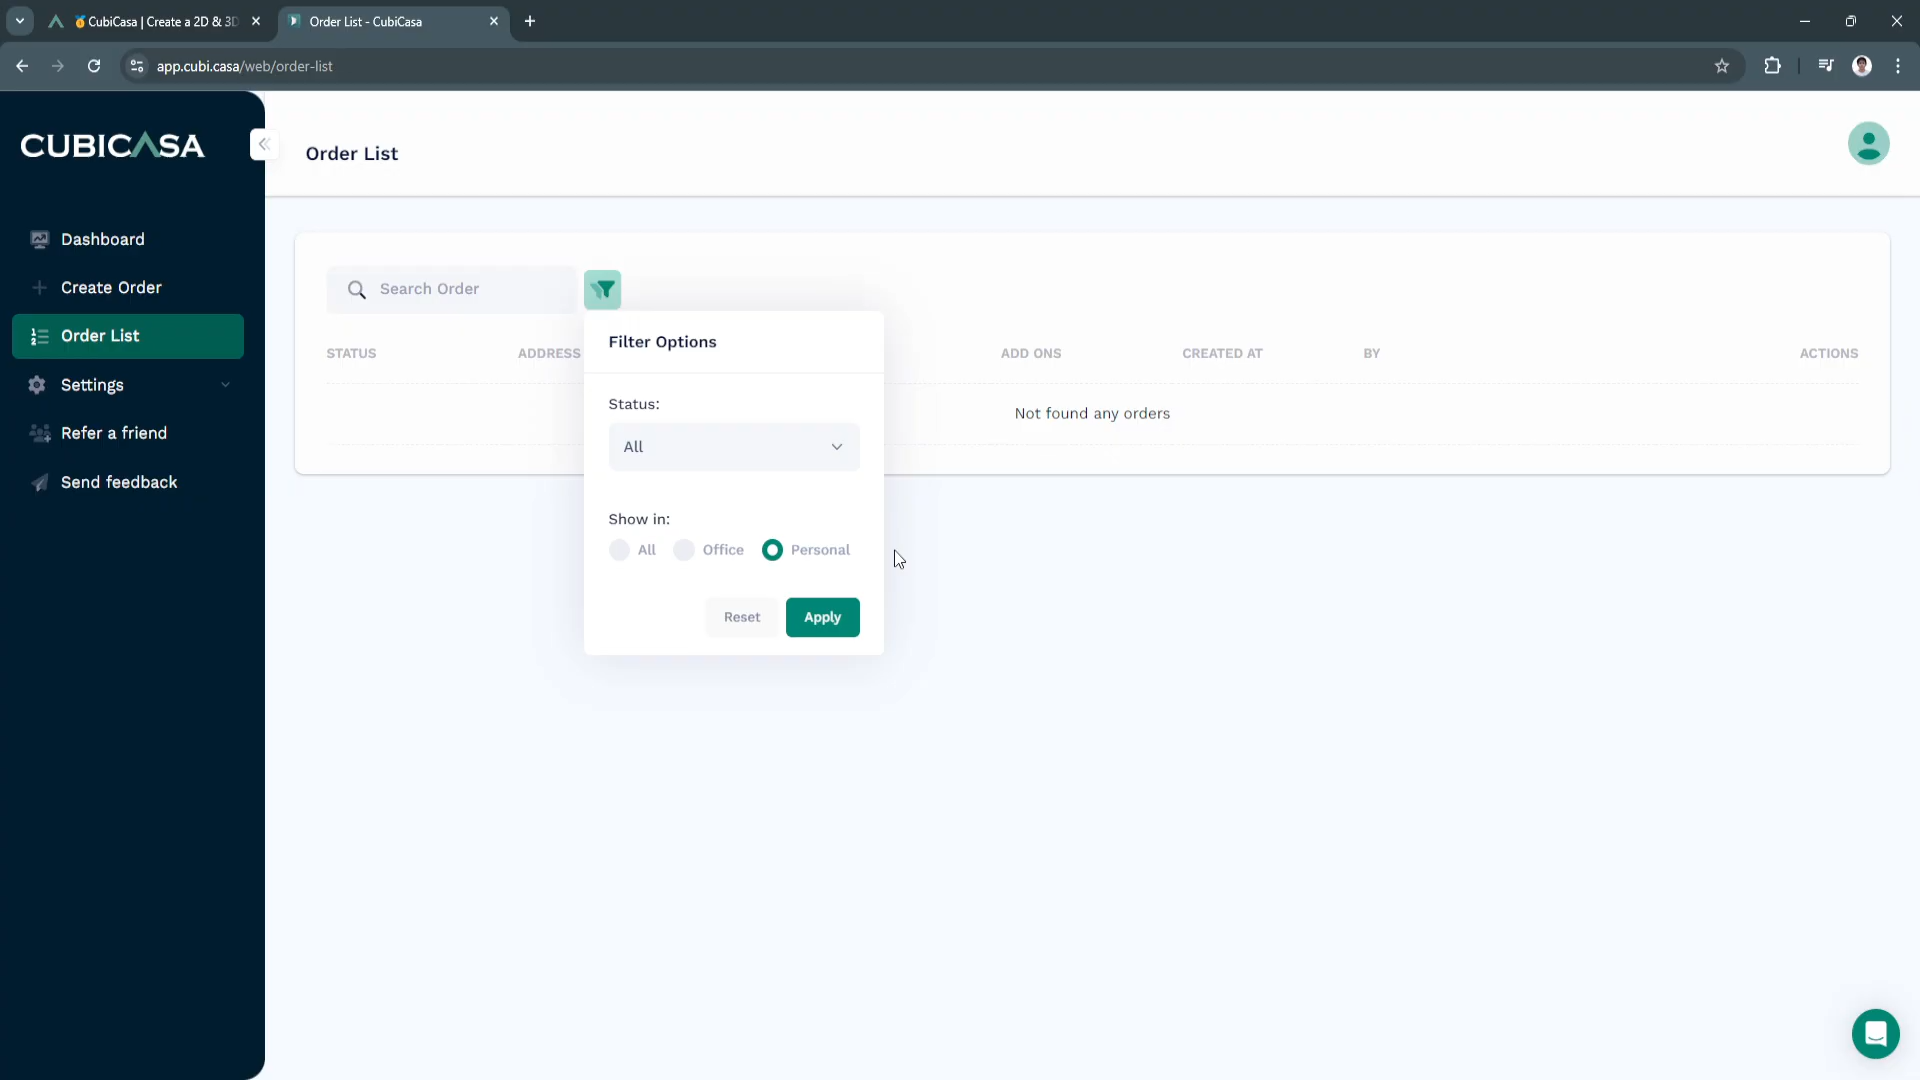 CubiCasa | Create a 2D & 3D
Order List - CubiCasa
app.cubi.casa/web/order-list
CUBICASA
Order List
Dashboard
Create Order
Order List
Settings
Refer a friend
Send feedback
Search Order
Filter Options
STATUS
ADDRESS
ADD ONS
CREATED AT
BY
ACTIONS
Status:
All
Not found any orders
Show in:
All
Office
Personal
Reset
Apply